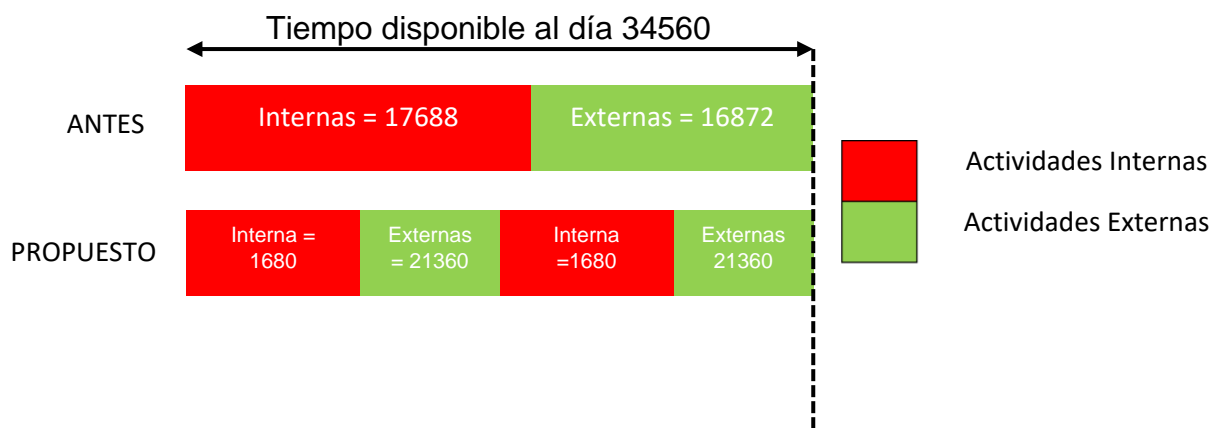 Tiempo disponible al día 34560
ANTES
Internas = 17688
Externas = 16872
PROPUESTO
Interna =
1680
Externas
= 21360
Interna
=1680
Externas
21360
Actividades Internas
Actividades Externas